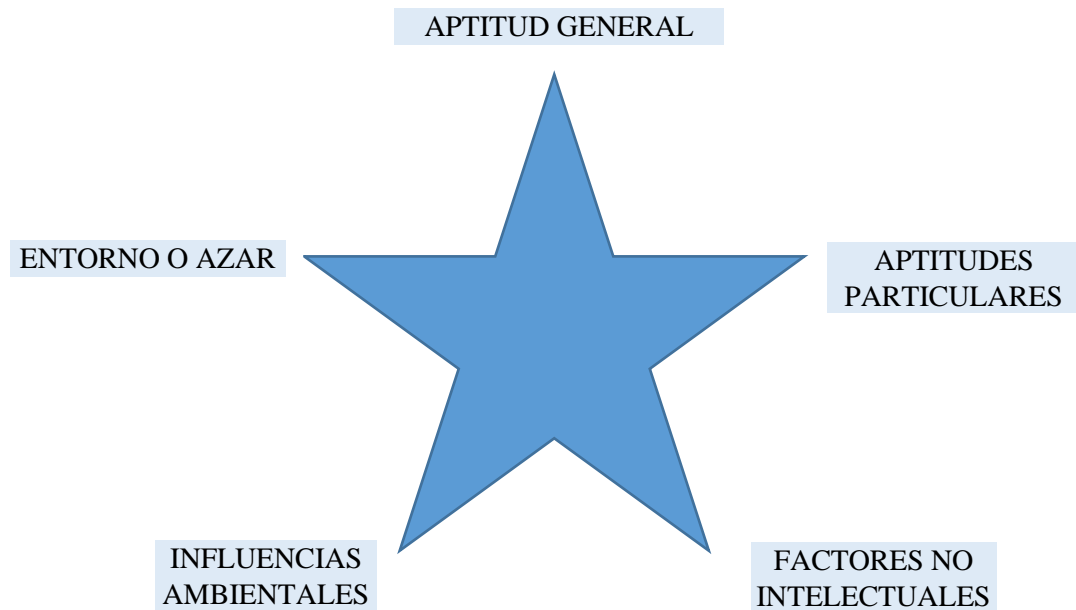 APTITUD GENERAL
ENTORNO O AZAR
APTITUDES
PARTICULARES
INFLUENCIAS
AMBIENTALES
FACTORES NO
INTELECTUALES